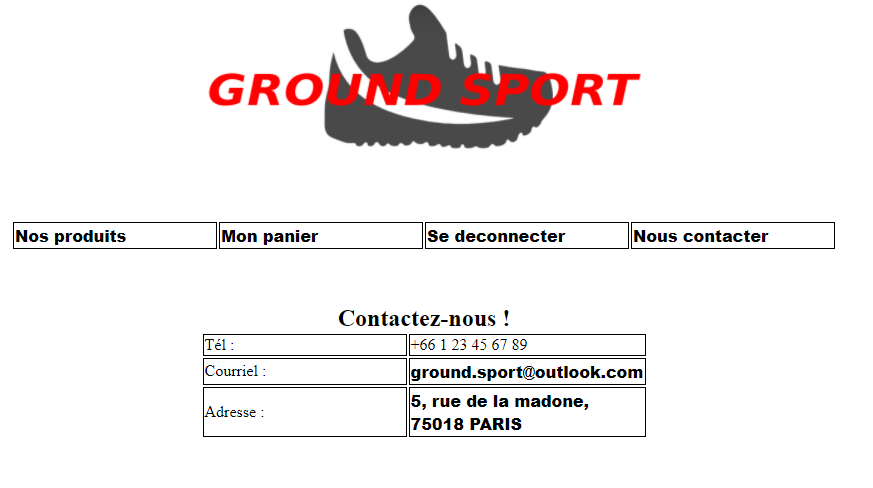 GROUND SPORT
Nos produits Mon panier Se deconnecter Nous contacter
Contactez-nous !
Tél : +66 1 23 45 67 89
Courriel : ground.sport@outlook.com
Adresse : 5, rue de la madone,
75018 PARIS